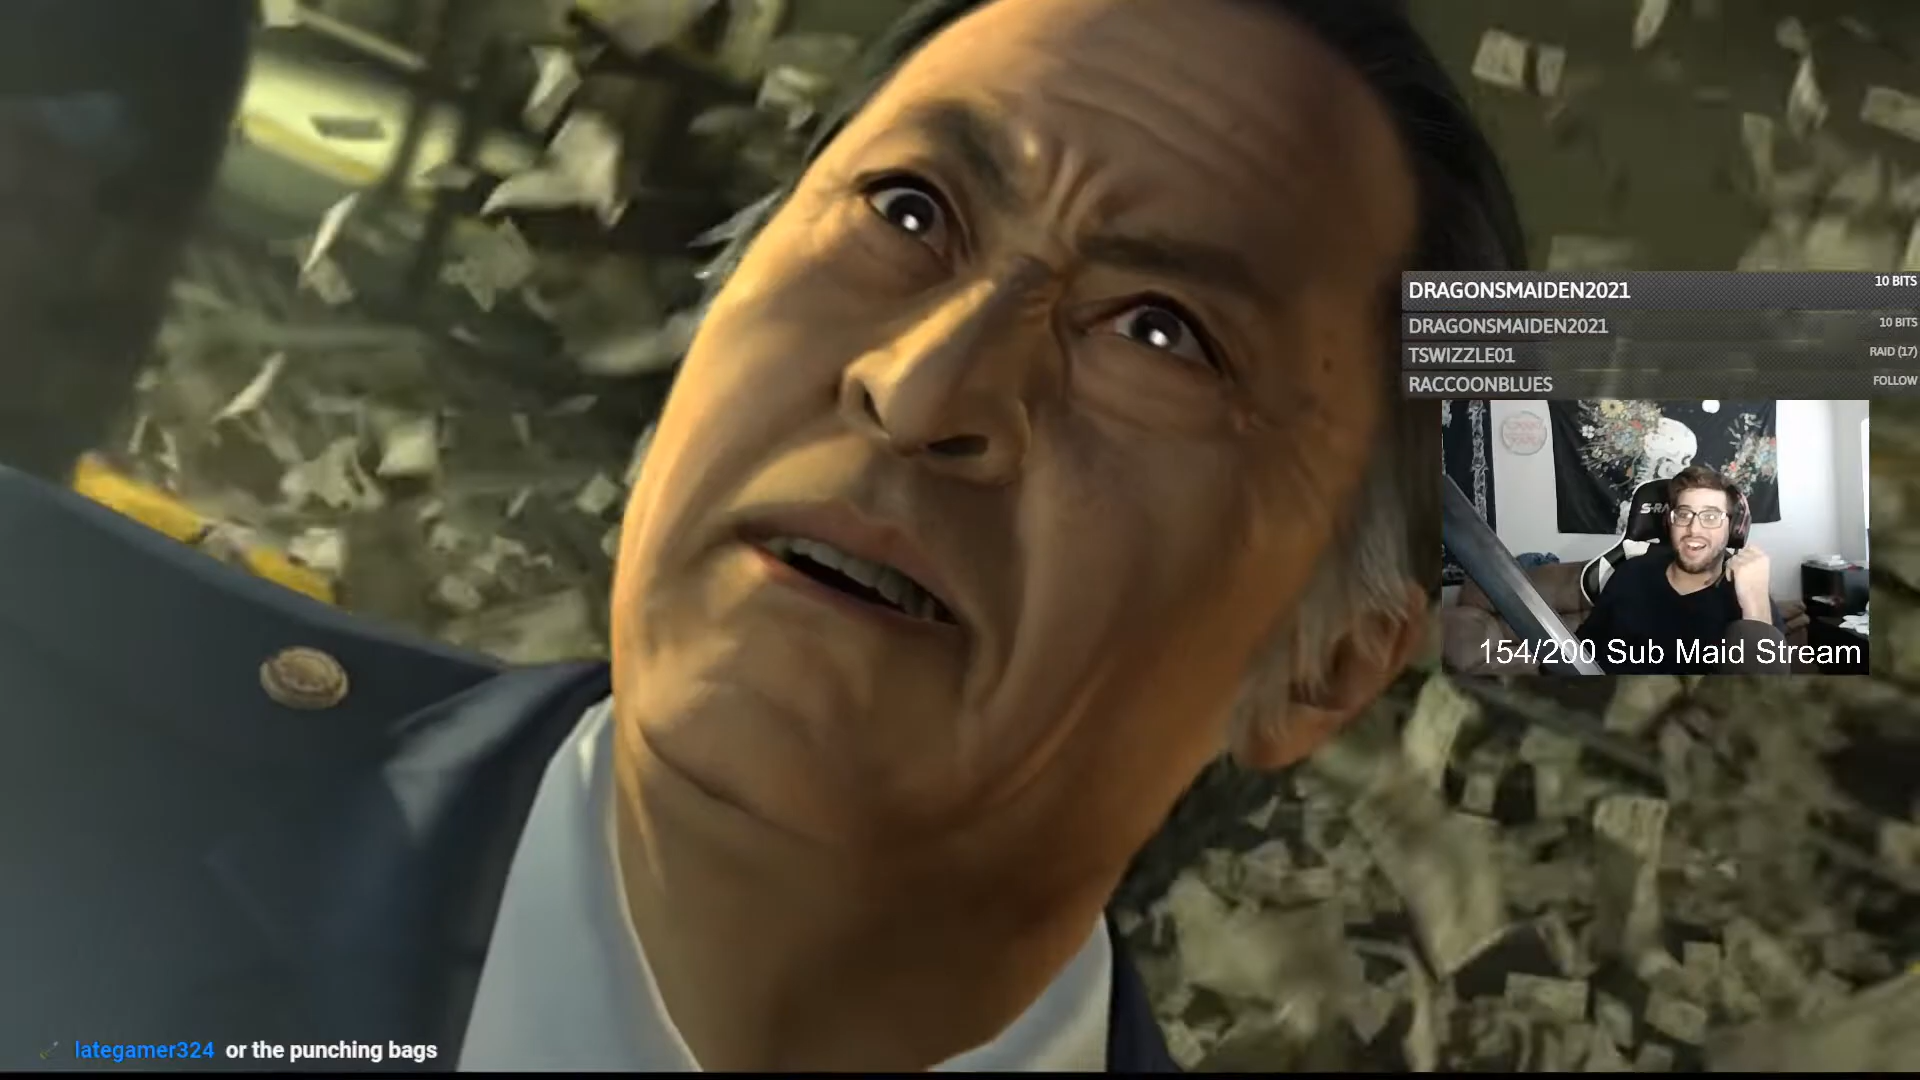 DRAGONSMAIDEN2021 10 BITS
DRAGONSMAIDEN2021 10 BITS
TSWIZZLE01 RAID (17)
RACCOONBLUES FOLLOW
S-RA
154/200 Sub Maid Stream
lategamer324 or the punching bags